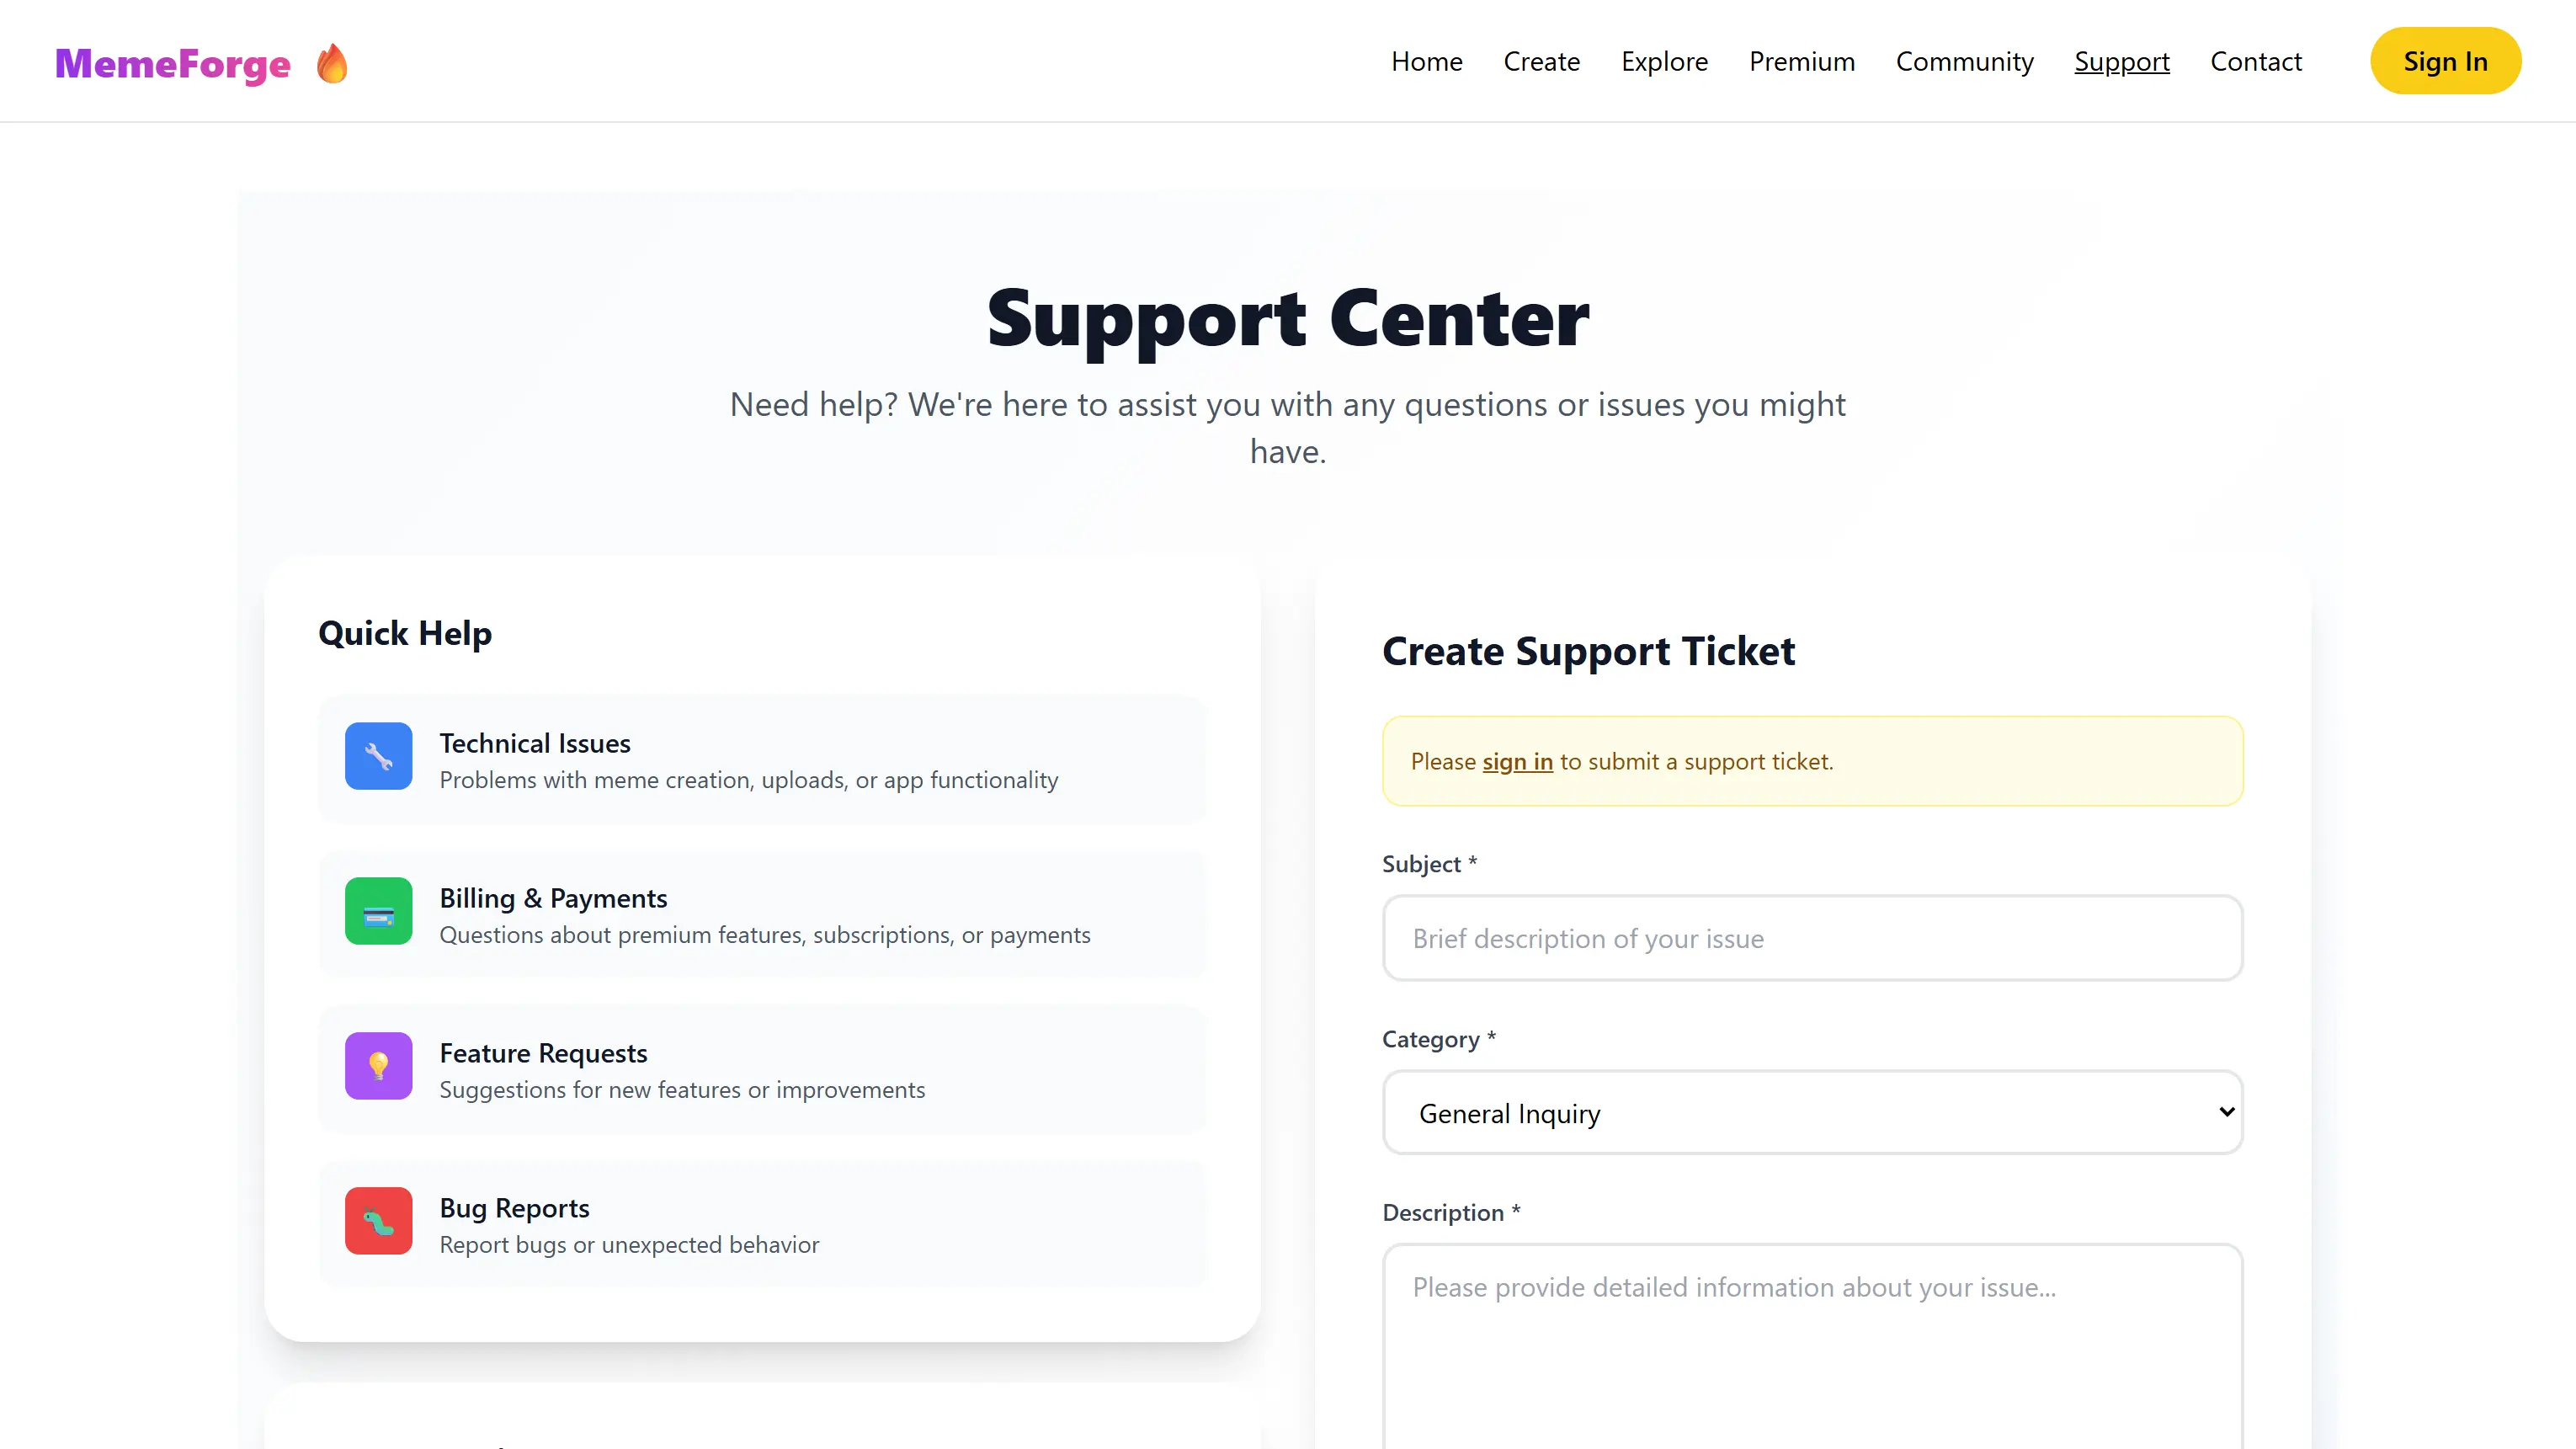 MemeForge
Home
Create
Explore
Premium
Community
Support
Contact
Sign In
Support Center
Need help? We're here to assist you with any questions or issues you might
have.
Quick Help
Technical Issues
Problems with meme creation, uploads, or app functionality
Billing & Payments
Questions about premium features, subscriptions, or payments
Feature Requests
Suggestions for new features or improvements
Bug Reports
Report bugs or unexpected behavior
Create Support Ticket
Please sign in to submit a support ticket.
Subject *
Brief description of your issue
Category *
General Inquiry
Description *
Please provide detailed information about your issue...